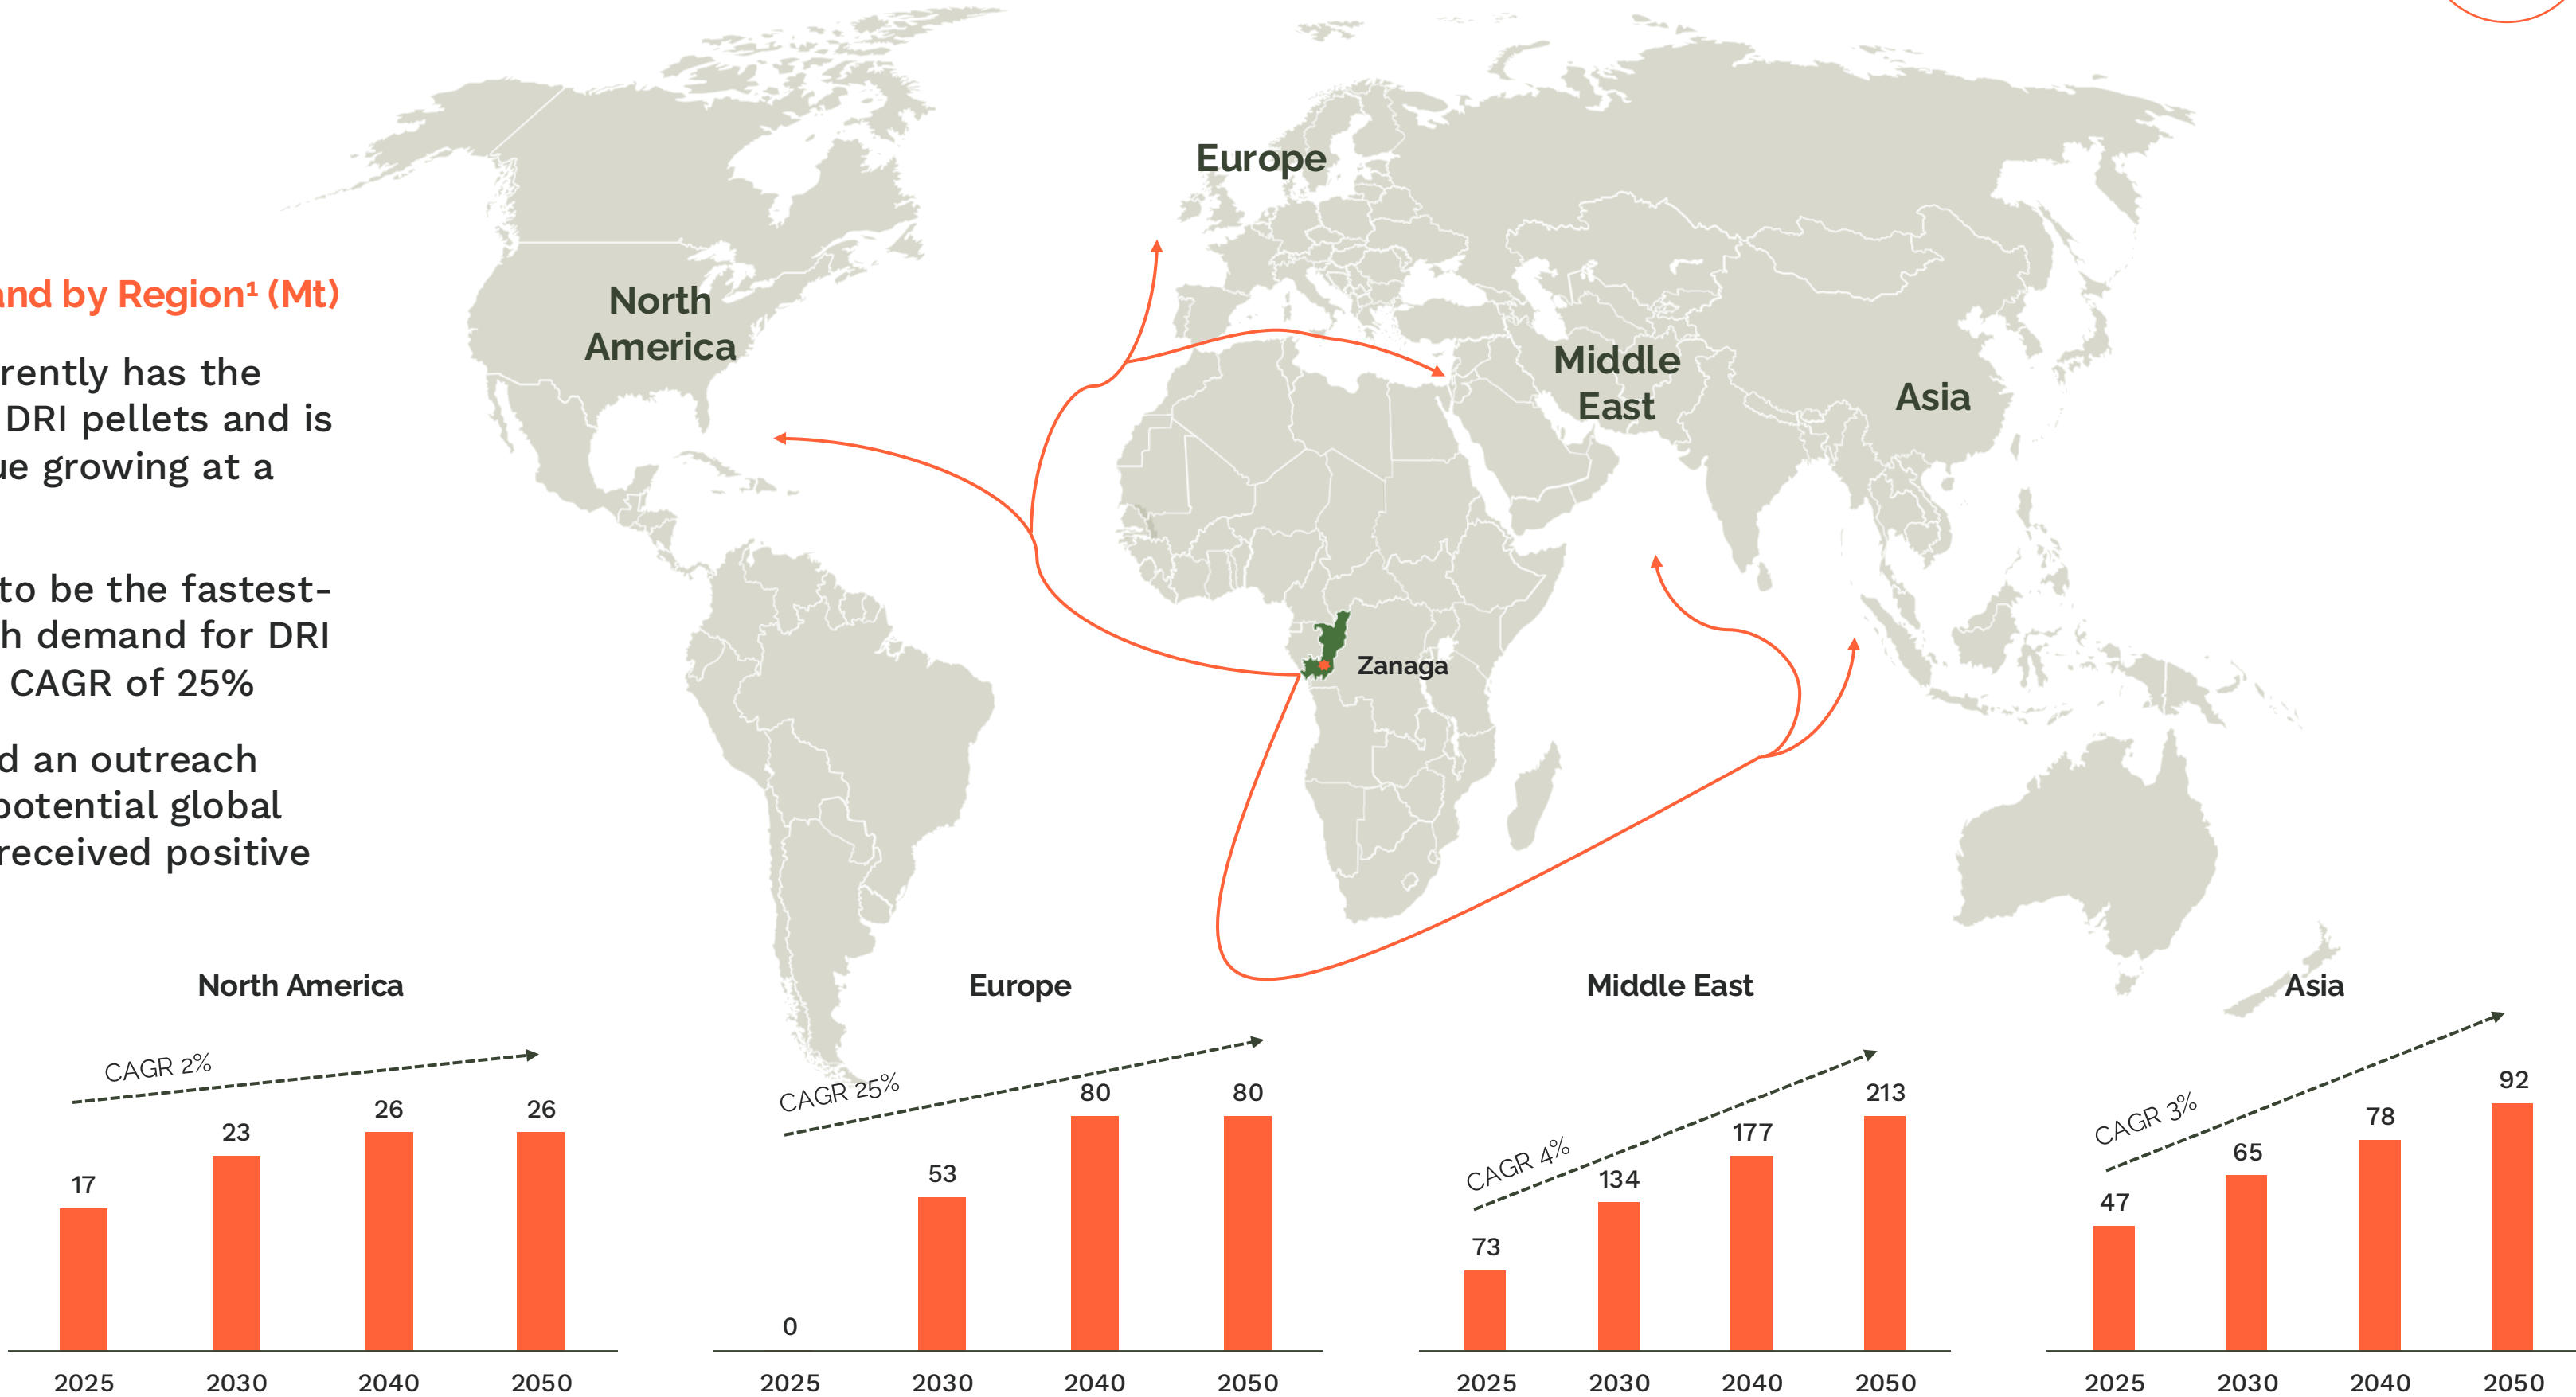 Europe
North
America
Middle
East
Asia
Zanaga
and by Region¹ (Mt)
rently has the
DRI pellets and is
ue growing at a
to be the fastest-
h demand for DRI
CAGR of 25%
d an outreach
potential global
received positive
North America
CAGR 2%
17
23
26
26
2025 2030 2040 2050
Europe
CAGR 25%
0
53
80
80
2025 2030 2040 2050
Middle East
CAGR 4%
73
134
177
213
2025 2030 2040 2050
Asia
CAGR 3%
47
65
78
92
2025 2030 2040 2050